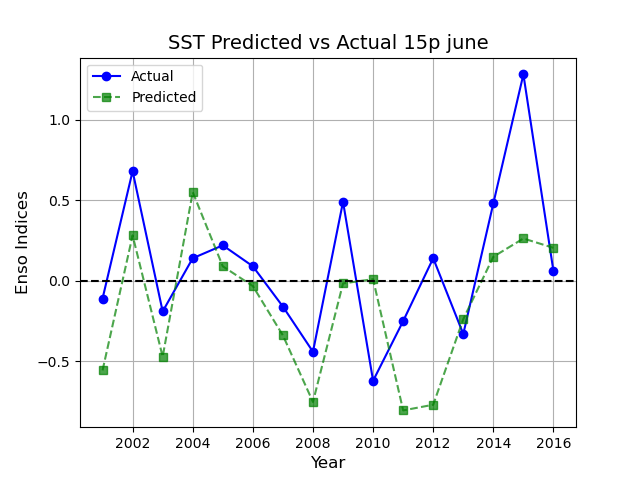 SST Predicted vs Actual 15p june
Actual
Predicted
Enso Indices
1.0
0.5
0.0
−0.5
2002 2004 2006 2008 2010 2012 2014 2016
Year